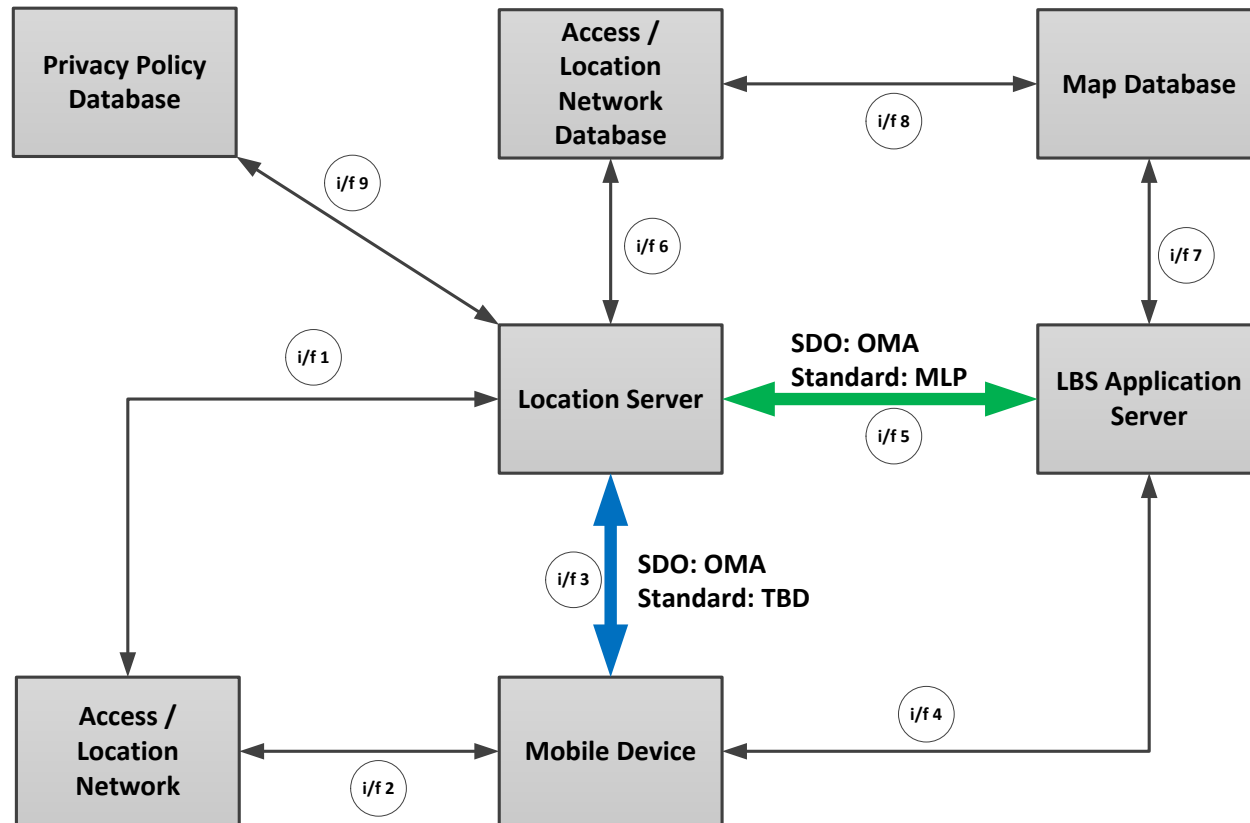 Privacy Policy
Database
Access /
Location
Network
Database
Map Database
i/f 8
i/f 9
i/f 6
i/f 7
i/f 1
Location Server
SDO: OMA
Standard: MLP
i/f 5
LBS Application
Server
i/f 3
SDO: OMA
Standard: TBD
Access /
Location
Network
i/f 2
Mobile Device
i/f 4